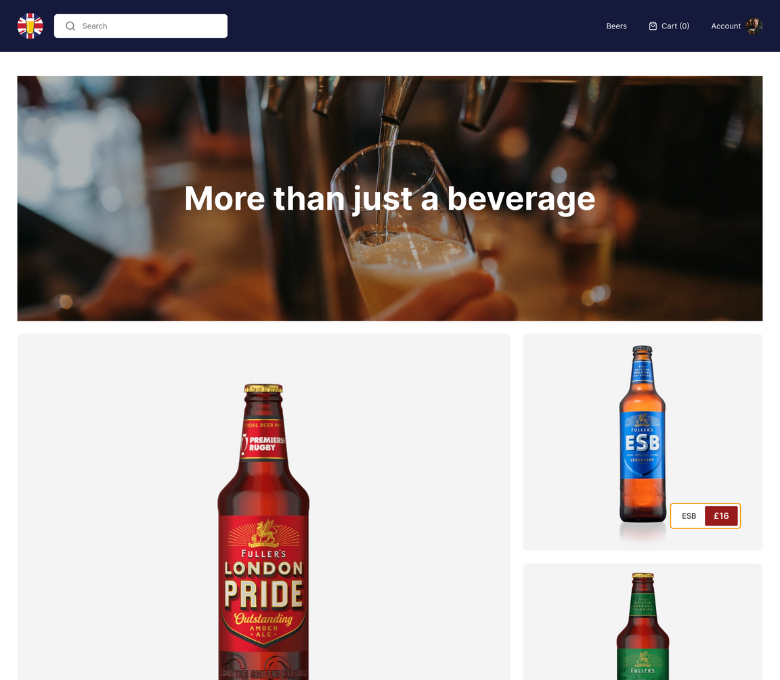 Search
Beers
Cart (0)
Account
More than just a beverage
PREMIERSH
RUGBY
FULLER'S
LONDON
PRIDE
Outstanding
AMBER
ALE
FULLER'S
ESB
ESB
£16
FULLER'S